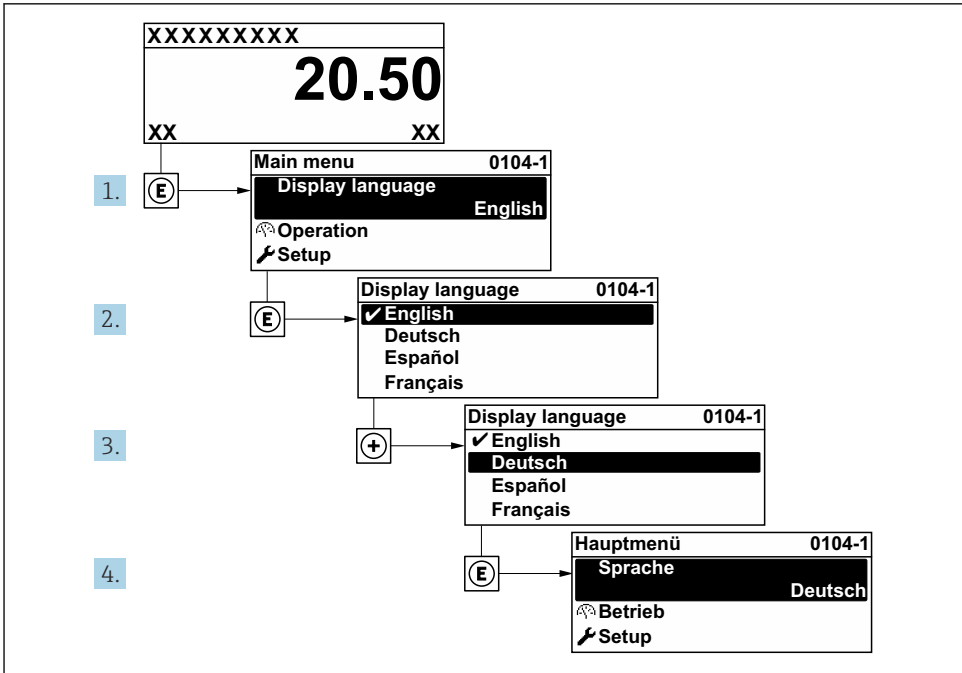 XXXXXXXXX
20.50
XX XX
1. E
Main menu 0104-1
Display language
English
Operation
Setup
2. E
Display language 0104-1
✔ English
Deutsch
Español
Français
3. +
Display language 0104-1
✔ English
Deutsch
Español
Français
4. E
Hauptmenü 0104-1
Sprache
Deutsch
Betrieb
Setup